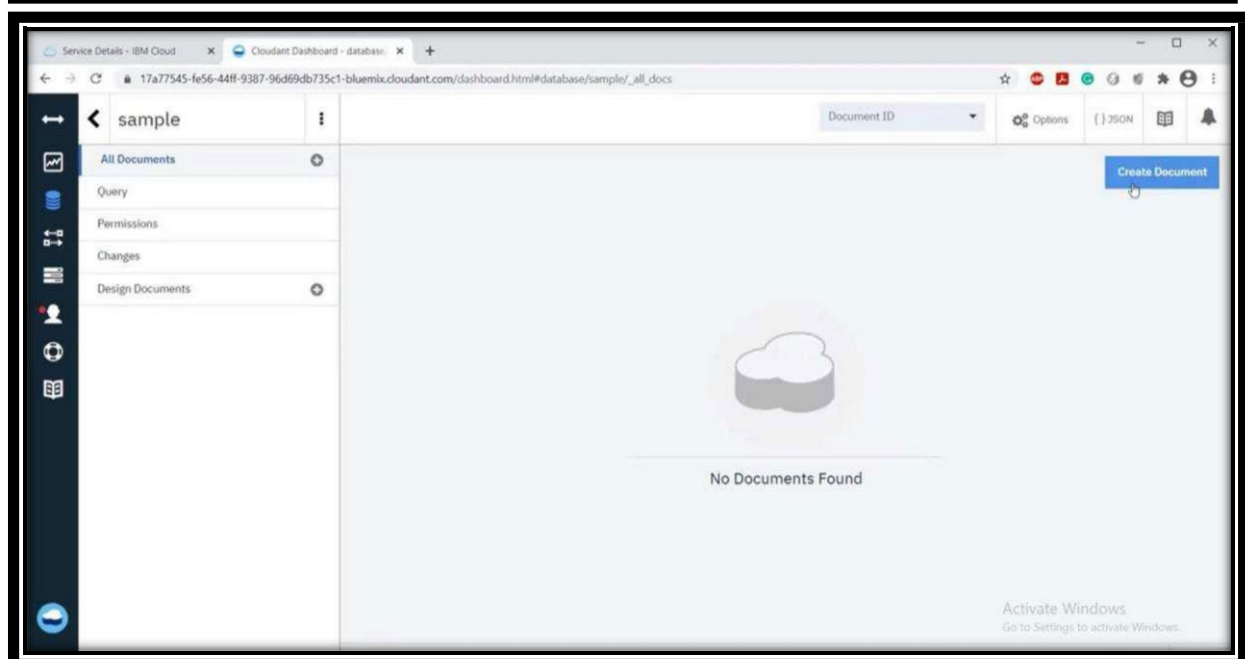 Service Details - IBM Cloud
Cloudant Dashboard - database
17a77545-fe56-44ff-9387-96d69db735c1-bluemix.cloudant.com/dashboard.html#database/sample/_all_docs
sample
Document ID
Options
{ } JSON
All Documents
Create Document
Query
Permissions
Changes
Design Documents
No Documents Found
Activate Windows
Go to Settings to activate Windows.